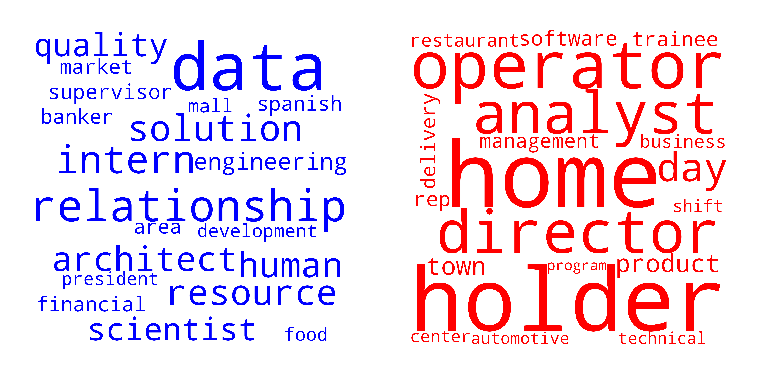 quality
data
market
supervisor
mall
spanish
banker
solution
intern
engineering
relationship
area
development
architect
human
president
resource
financial
scientist
food
restaurant
software
trainee
operator
analyst
delivery
management
business
home
day
rep
shift
director
town
program
product
holder
center
automotive
technical